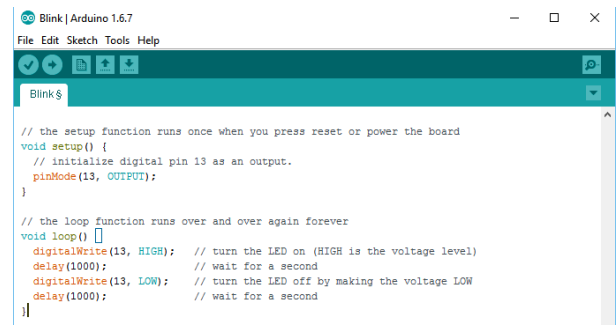 Blink | Arduino 1.6.7
File Edit Sketch Tools Help
Blink §
// the setup function runs once when you press reset or power the board
void setup() {
  // initialize digital pin 13 as an output.
  pinMode(13, OUTPUT);
}
// the loop function runs over and over again forever
void loop()
  digitalWrite(13, HIGH);   // turn the LED on (HIGH is the voltage level)
  delay(1000);              // wait for a second
  digitalWrite(13, LOW);    // turn the LED off by making the voltage LOW
  delay(1000);              // wait for a second
}